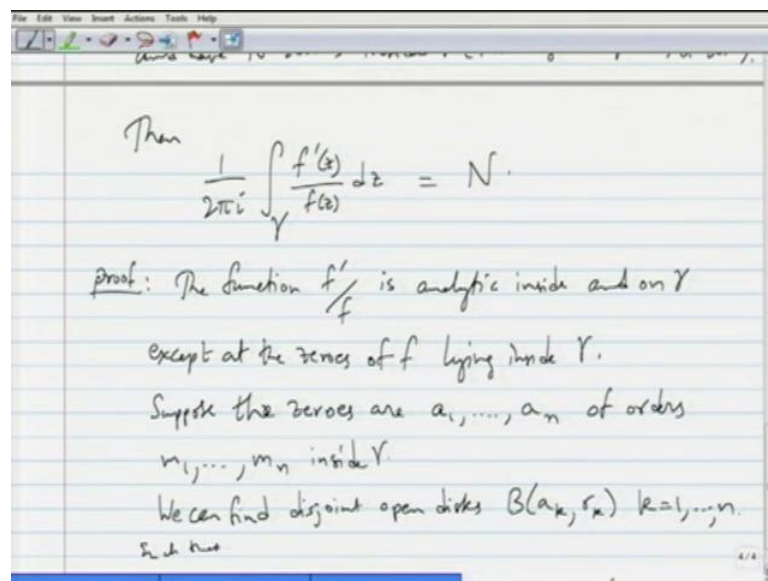 File Edit View Insert Actions Tools Help
Then
1/2πi ∫_γ f'(z)/f(z) dz = N.
proof: The function f'/f is analytic inside and on γ
except at the zeroes of f lying inside γ.
Suppose the zeroes are a₁,....,aₙ of orders
m₁,...,mₙ inside γ.
We can find disjoint open disks B(aₖ, rₖ) k=1,...,n.
Such that
4/4